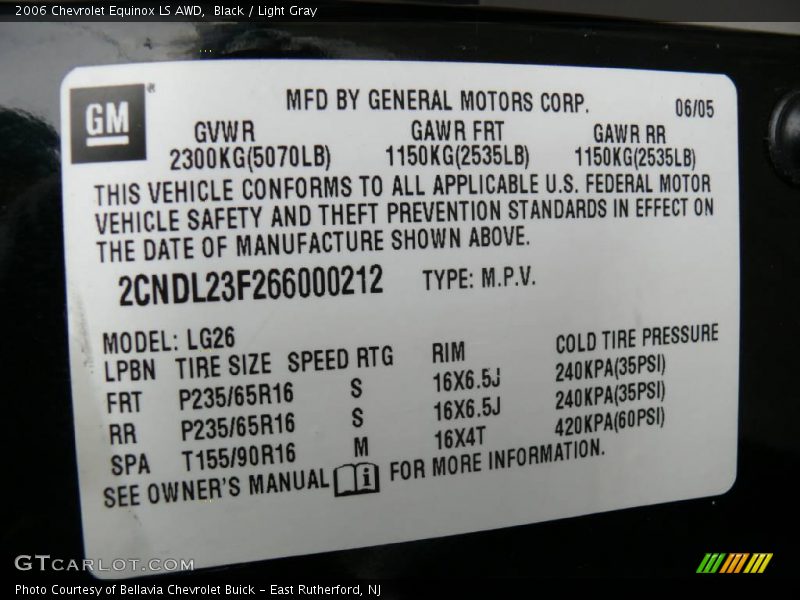 2006 Chevrolet Equinox LS AWD,  Black / Light Gray
GM®
MFD BY GENERAL MOTORS CORP. 06/05
GVWR GAWR FRT GAWR RR
2300KG(5070LB) 1150KG(2535LB) 1150KG(2535LB)
THIS VEHICLE CONFORMS TO ALL APPLICABLE U.S. FEDERAL MOTOR
VEHICLE SAFETY AND THEFT PREVENTION STANDARDS IN EFFECT ON
THE DATE OF MANUFACTURE SHOWN ABOVE.
2CNDL23F266000212 TYPE: M.P.V.
MODEL: LG26
LPBN TIRE SIZE SPEED RTG RIM COLD TIRE PRESSURE
FRT P235/65R16 S 16X6.5J 240KPA(35PSI)
RR P235/65R16 S 16X6.5J 240KPA(35PSI)
SPA T155/90R16 M 16X4T 420KPA(60PSI)
SEE OWNER'S MANUAL i FOR MORE INFORMATION.
GTCARLOT.COM
Photo Courtesy of Bellavia Chevrolet Buick - East Rutherford, NJ